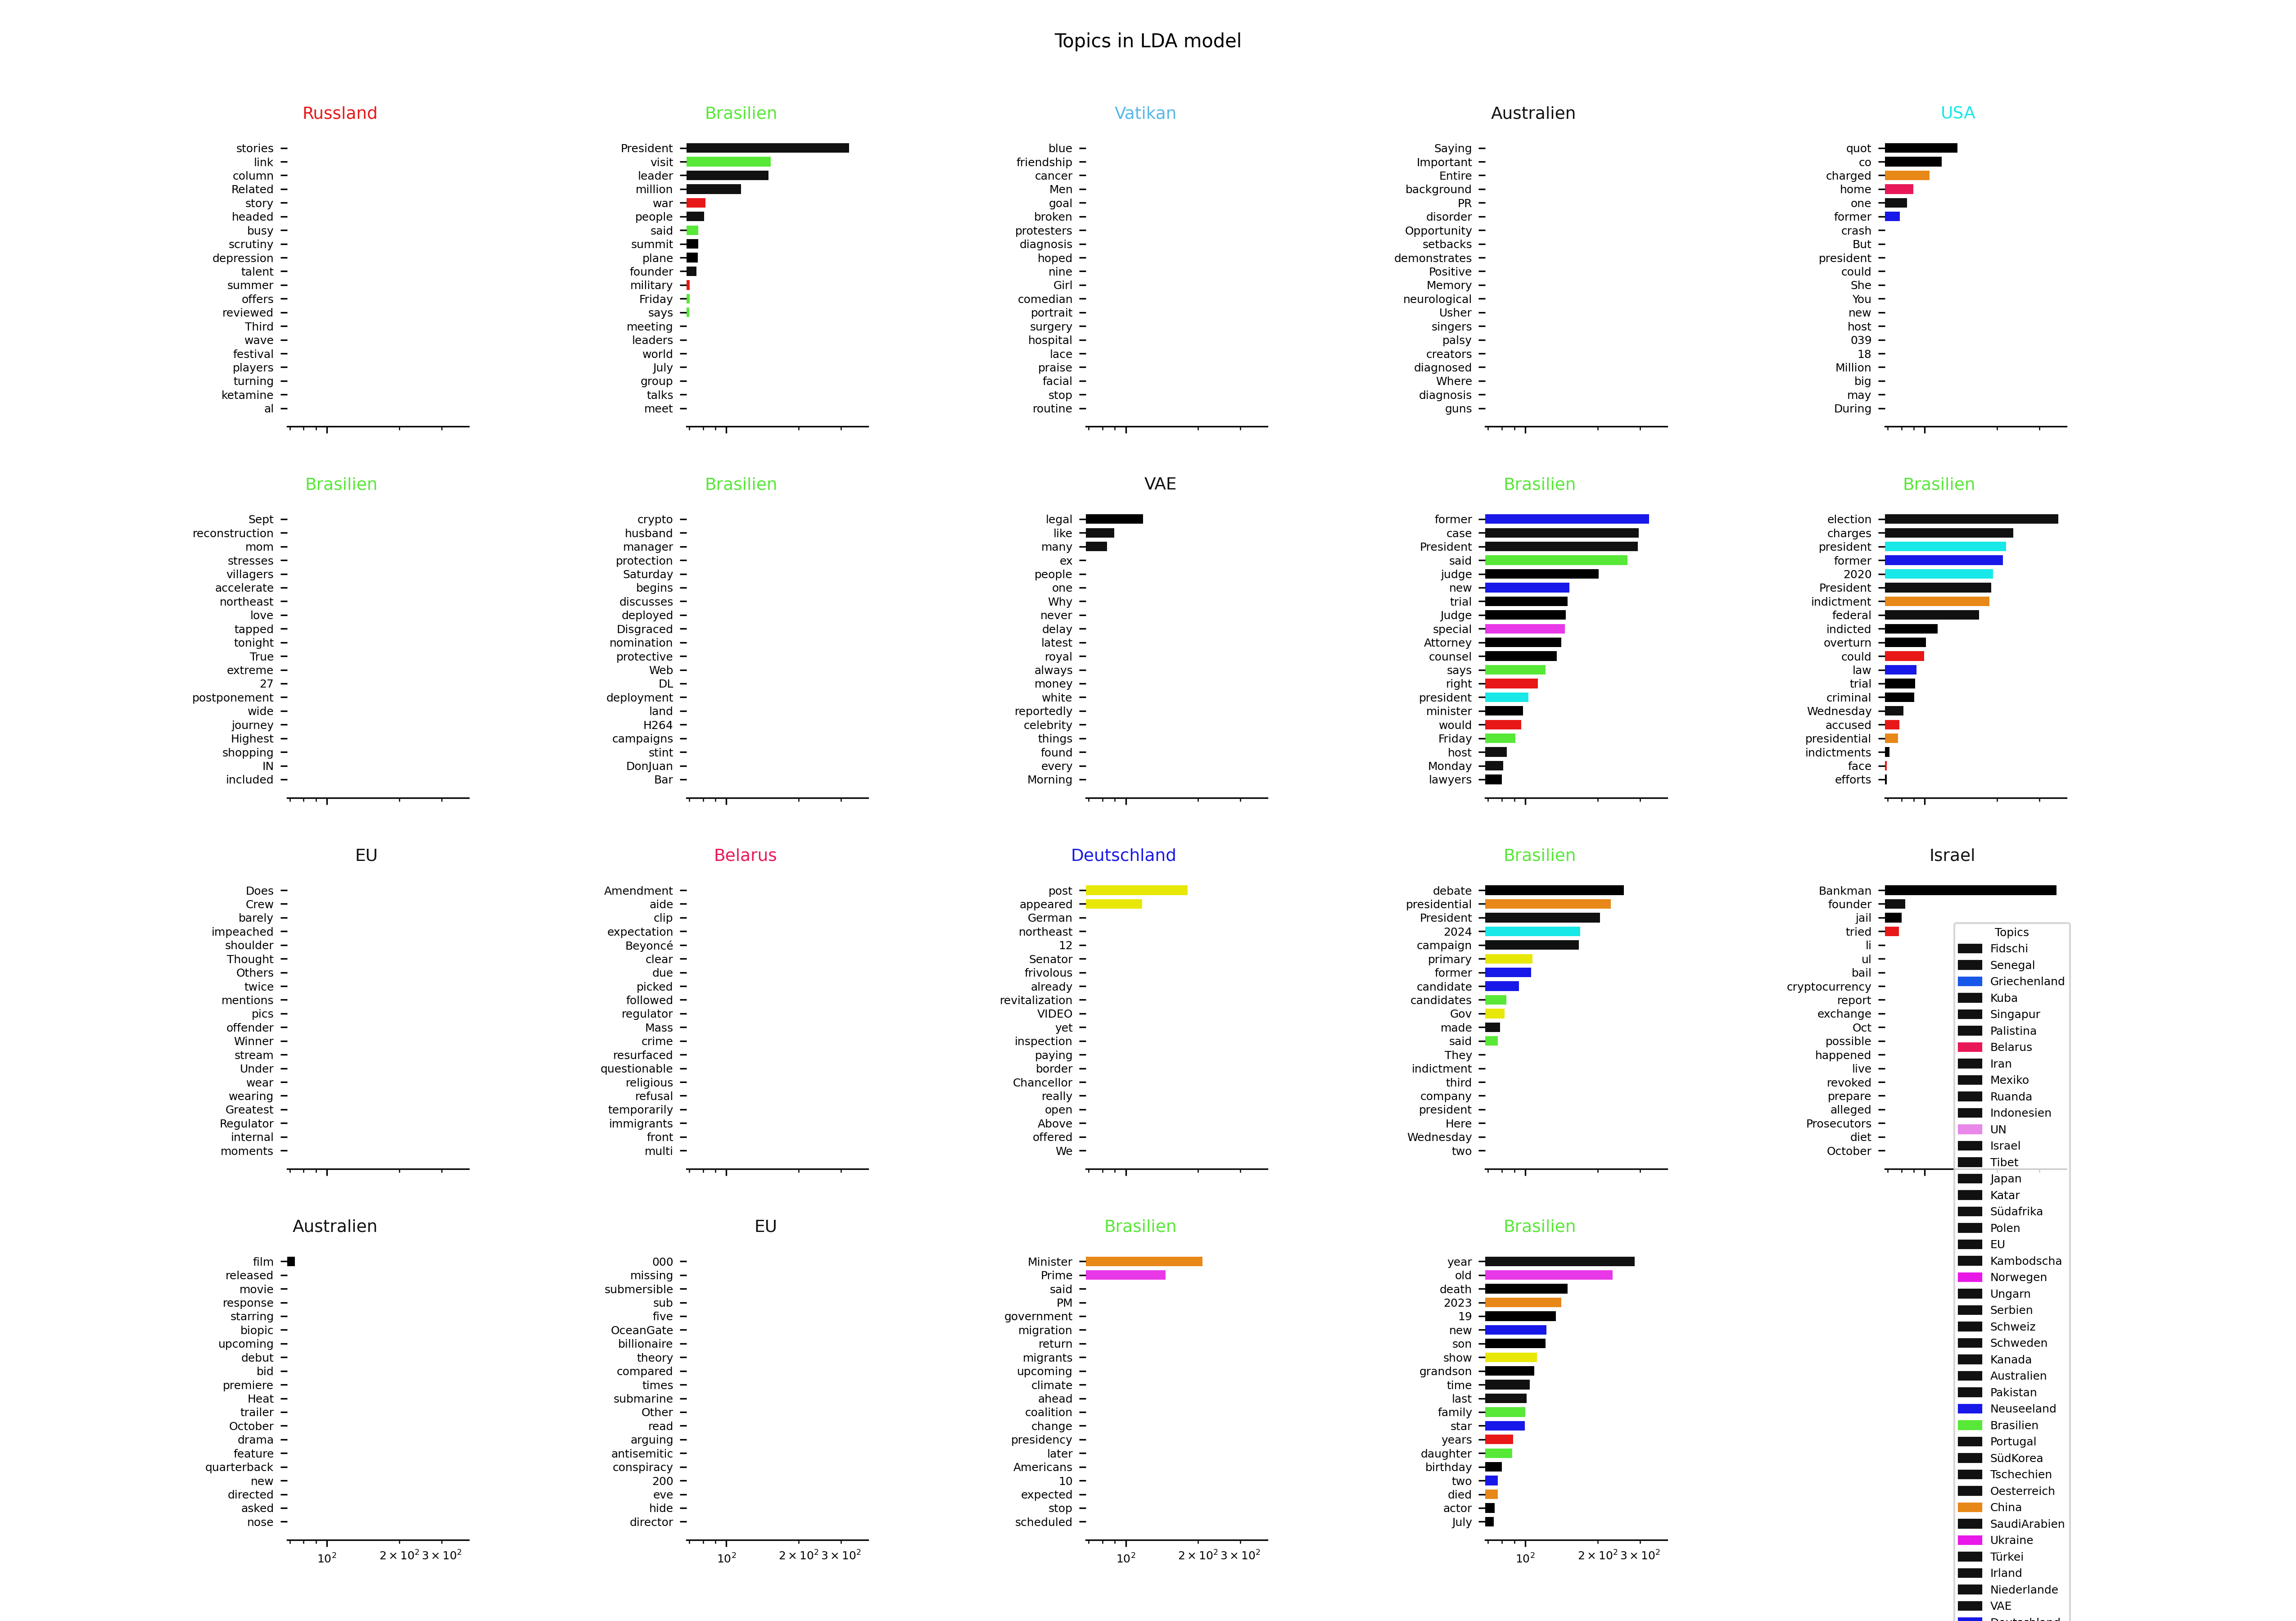 Topics in LDA model
Russland
stories
link
column
Related
story
headed
busy
scrutiny
depression
talent
summer
offers
reviewed
Third
wave
festival
players
turning
ketamine
al
Brasilien
President
visit
leader
million
war
people
said
summit
plane
founder
military
Friday
says
meeting
leaders
world
July
group
talks
meet
Vatikan
blue
friendship
cancer
Men
goal
broken
protesters
diagnosis
hoped
nine
Girl
comedian
portrait
surgery
hospital
lace
praise
facial
stop
routine
Australien
Saying
Important
Entire
background
PR
disorder
Opportunity
setbacks
demonstrates
Positive
Memory
neurological
Usher
singers
palsy
creators
diagnosed
Where
diagnosis
guns
USA
quot
co
charged
home
one
former
crash
But
president
could
She
You
new
host
039
18
Million
big
may
During
Brasilien
Sept
reconstruction
mom
stresses
villagers
accelerate
northeast
love
tapped
tonight
True
extreme
27
postponement
wide
journey
Highest
shopping
IN
included
Brasilien
crypto
husband
manager
protection
Saturday
begins
discusses
deployed
Disgraced
nomination
protective
Web
DL
deployment
land
H264
campaigns
stint
DonJuan
Bar
VAE
legal
like
many
ex
people
one
Why
never
delay
latest
royal
always
money
white
reportedly
celebrity
things
found
every
Morning
Brasilien
former
case
President
said
judge
new
trial
Judge
special
Attorney
counsel
says
right
president
minister
would
Friday
host
Monday
lawyers
Brasilien
election
charges
president
former
2020
President
indictment
federal
indicted
overturn
could
law
trial
criminal
Wednesday
accused
presidential
indictments
face
efforts
EU
Does
Crew
barely
impeached
shoulder
Thought
Others
twice
mentions
pics
offender
Winner
stream
Under
wear
wearing
Greatest
Regulator
internal
moments
Belarus
Amendment
aide
clip
expectation
Beyoncé
clear
due
picked
followed
regulator
Mass
crime
resurfaced
questionable
religious
refusal
temporarily
immigrants
front
multi
Deutschland
post
appeared
German
northeast
12
Senator
frivolous
already
revitalization
VIDEO
yet
inspection
paying
border
Chancellor
really
open
Above
offered
We
Brasilien
debate
presidential
President
2024
campaign
primary
former
candidate
candidates
Gov
made
said
They
indictment
third
company
president
Here
Wednesday
two
Israel
Bankman
founder
jail
tried
li
ul
bail
cryptocurrency
report
exchange
Oct
possible
happened
live
revoked
prepare
alleged
Prosecutors
diet
October
Australien
film
released
movie
response
starring
biopic
upcoming
debut
bid
premiere
Heat
trailer
October
drama
feature
quarterback
new
directed
asked
nose
10² 2 × 10² 3 × 10²
EU
000
missing
submersible
sub
five
OceanGate
billionaire
theory
compared
times
submarine
Other
read
arguing
antisemitic
conspiracy
200
eve
hide
director
10² 2 × 10² 3 × 10²
Brasilien
Minister
Prime
said
PM
government
migration
return
migrants
upcoming
climate
ahead
coalition
change
presidency
later
Americans
10
expected
stop
scheduled
10² 2 × 10² 3 × 10²
Brasilien
year
old
death
2023
19
new
son
show
grandson
time
last
family
star
years
daughter
birthday
two
died
actor
July
10² 2 × 10² 3 × 10²
Topics
Fidschi
Senegal
Griechenland
Kuba
Singapur
Palistina
Belarus
Iran
Mexiko
Ruanda
Indonesien
UN
Israel
Tibet
Japan
Katar
Südafrika
Polen
EU
Kambodscha
Norwegen
Ungarn
Serbien
Schweiz
Schweden
Kanada
Australien
Pakistan
Neuseeland
Brasilien
Portugal
SüdKorea
Tschechien
Oesterreich
China
SaudiArabien
Ukraine
Türkei
Irland
Niederlande
VAE